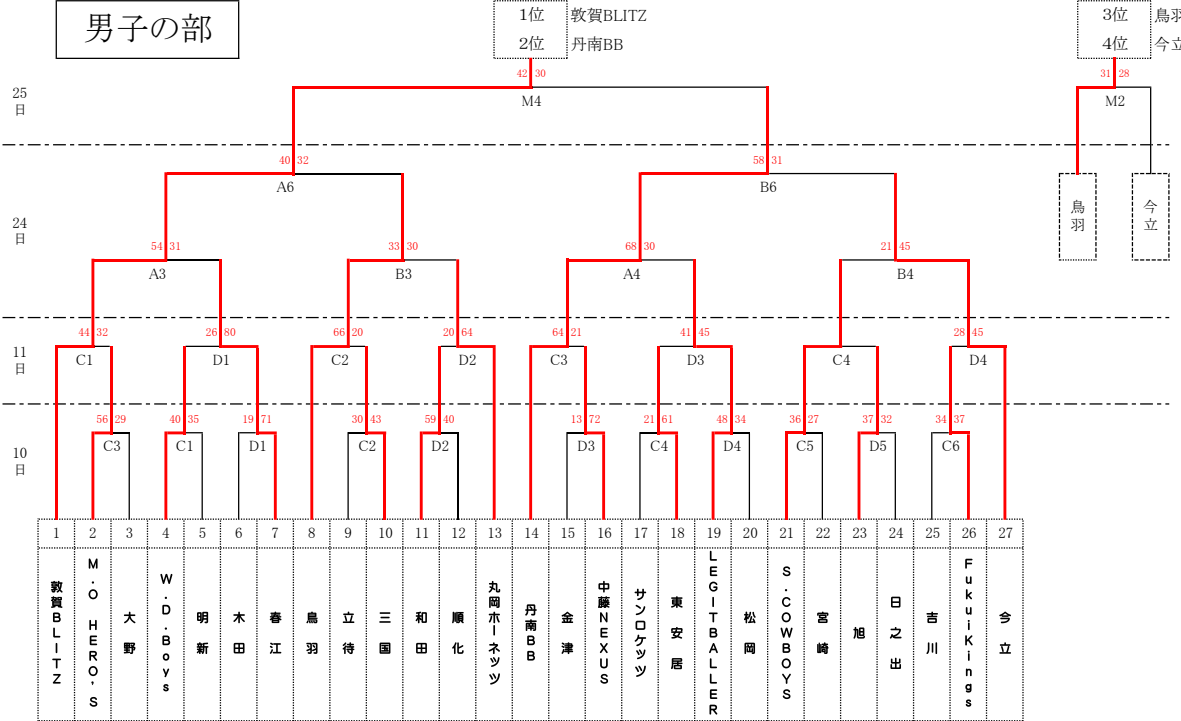 男子の部
1位 敦賀BLITZ
2位 丹南BB
3位 鳥羽
4位 今立
42 30
31 28
25日
M4
M2
40 32
58 31
A6
B6
鳥羽
今立
24日
54 31
33 30
68 30
21 45
A3
B3
A4
B4
11日
44 32
26 80
66 20
20 64
64 21
41 45
28 45
C1
D1
C2
D2
C3
D3
C4
D4
10日
56 29
40 35
19 71
30 43
59 40
13 72
21 61
48 34
36 27
37 32
34 37
C3
C1
D1
C2
D2
D3
C4
D4
C5
D5
C6
1 敦賀BLITZ
2 M.O HERO'S
3 大野
4 W.D.Boys
5 明新
6 木田
7 春江
8 鳥羽
9 立待
10 三国
11 和田
12 順化
13 丸岡ホーネッツ
14 丹南BB
15 金津
16 中藤NEXUS
17 サンロケッツ
18 東安居
19 LEGITBALLER
20 松岡
21 S.COWBOYS
22 宮崎
23 旭
24 日之出
25 吉川
26 FukuiKings
27 今立